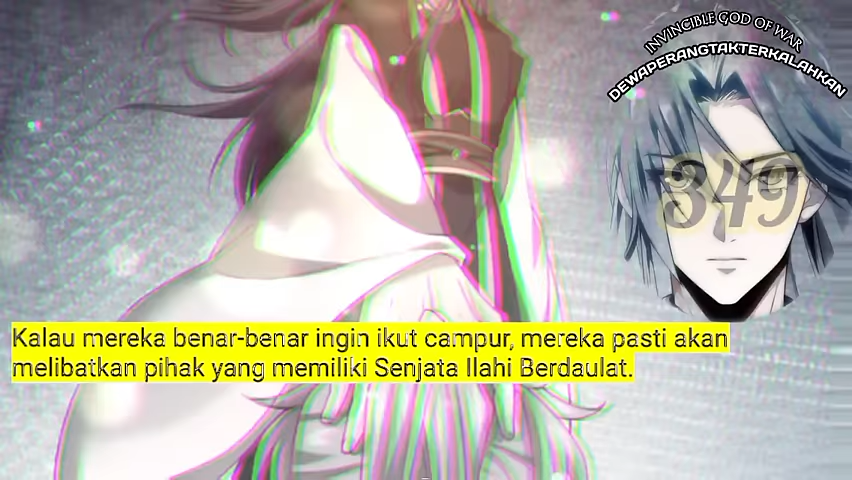 INVINCIBLE GOD OF WAR
DEWAPERANGTAKTERKALAHKAN
349
Kalau mereka benar-benar ingin ikut campur, mereka pasti akan
melibatkan pihak yang memiliki Senjata Ilahi Berdaulat.